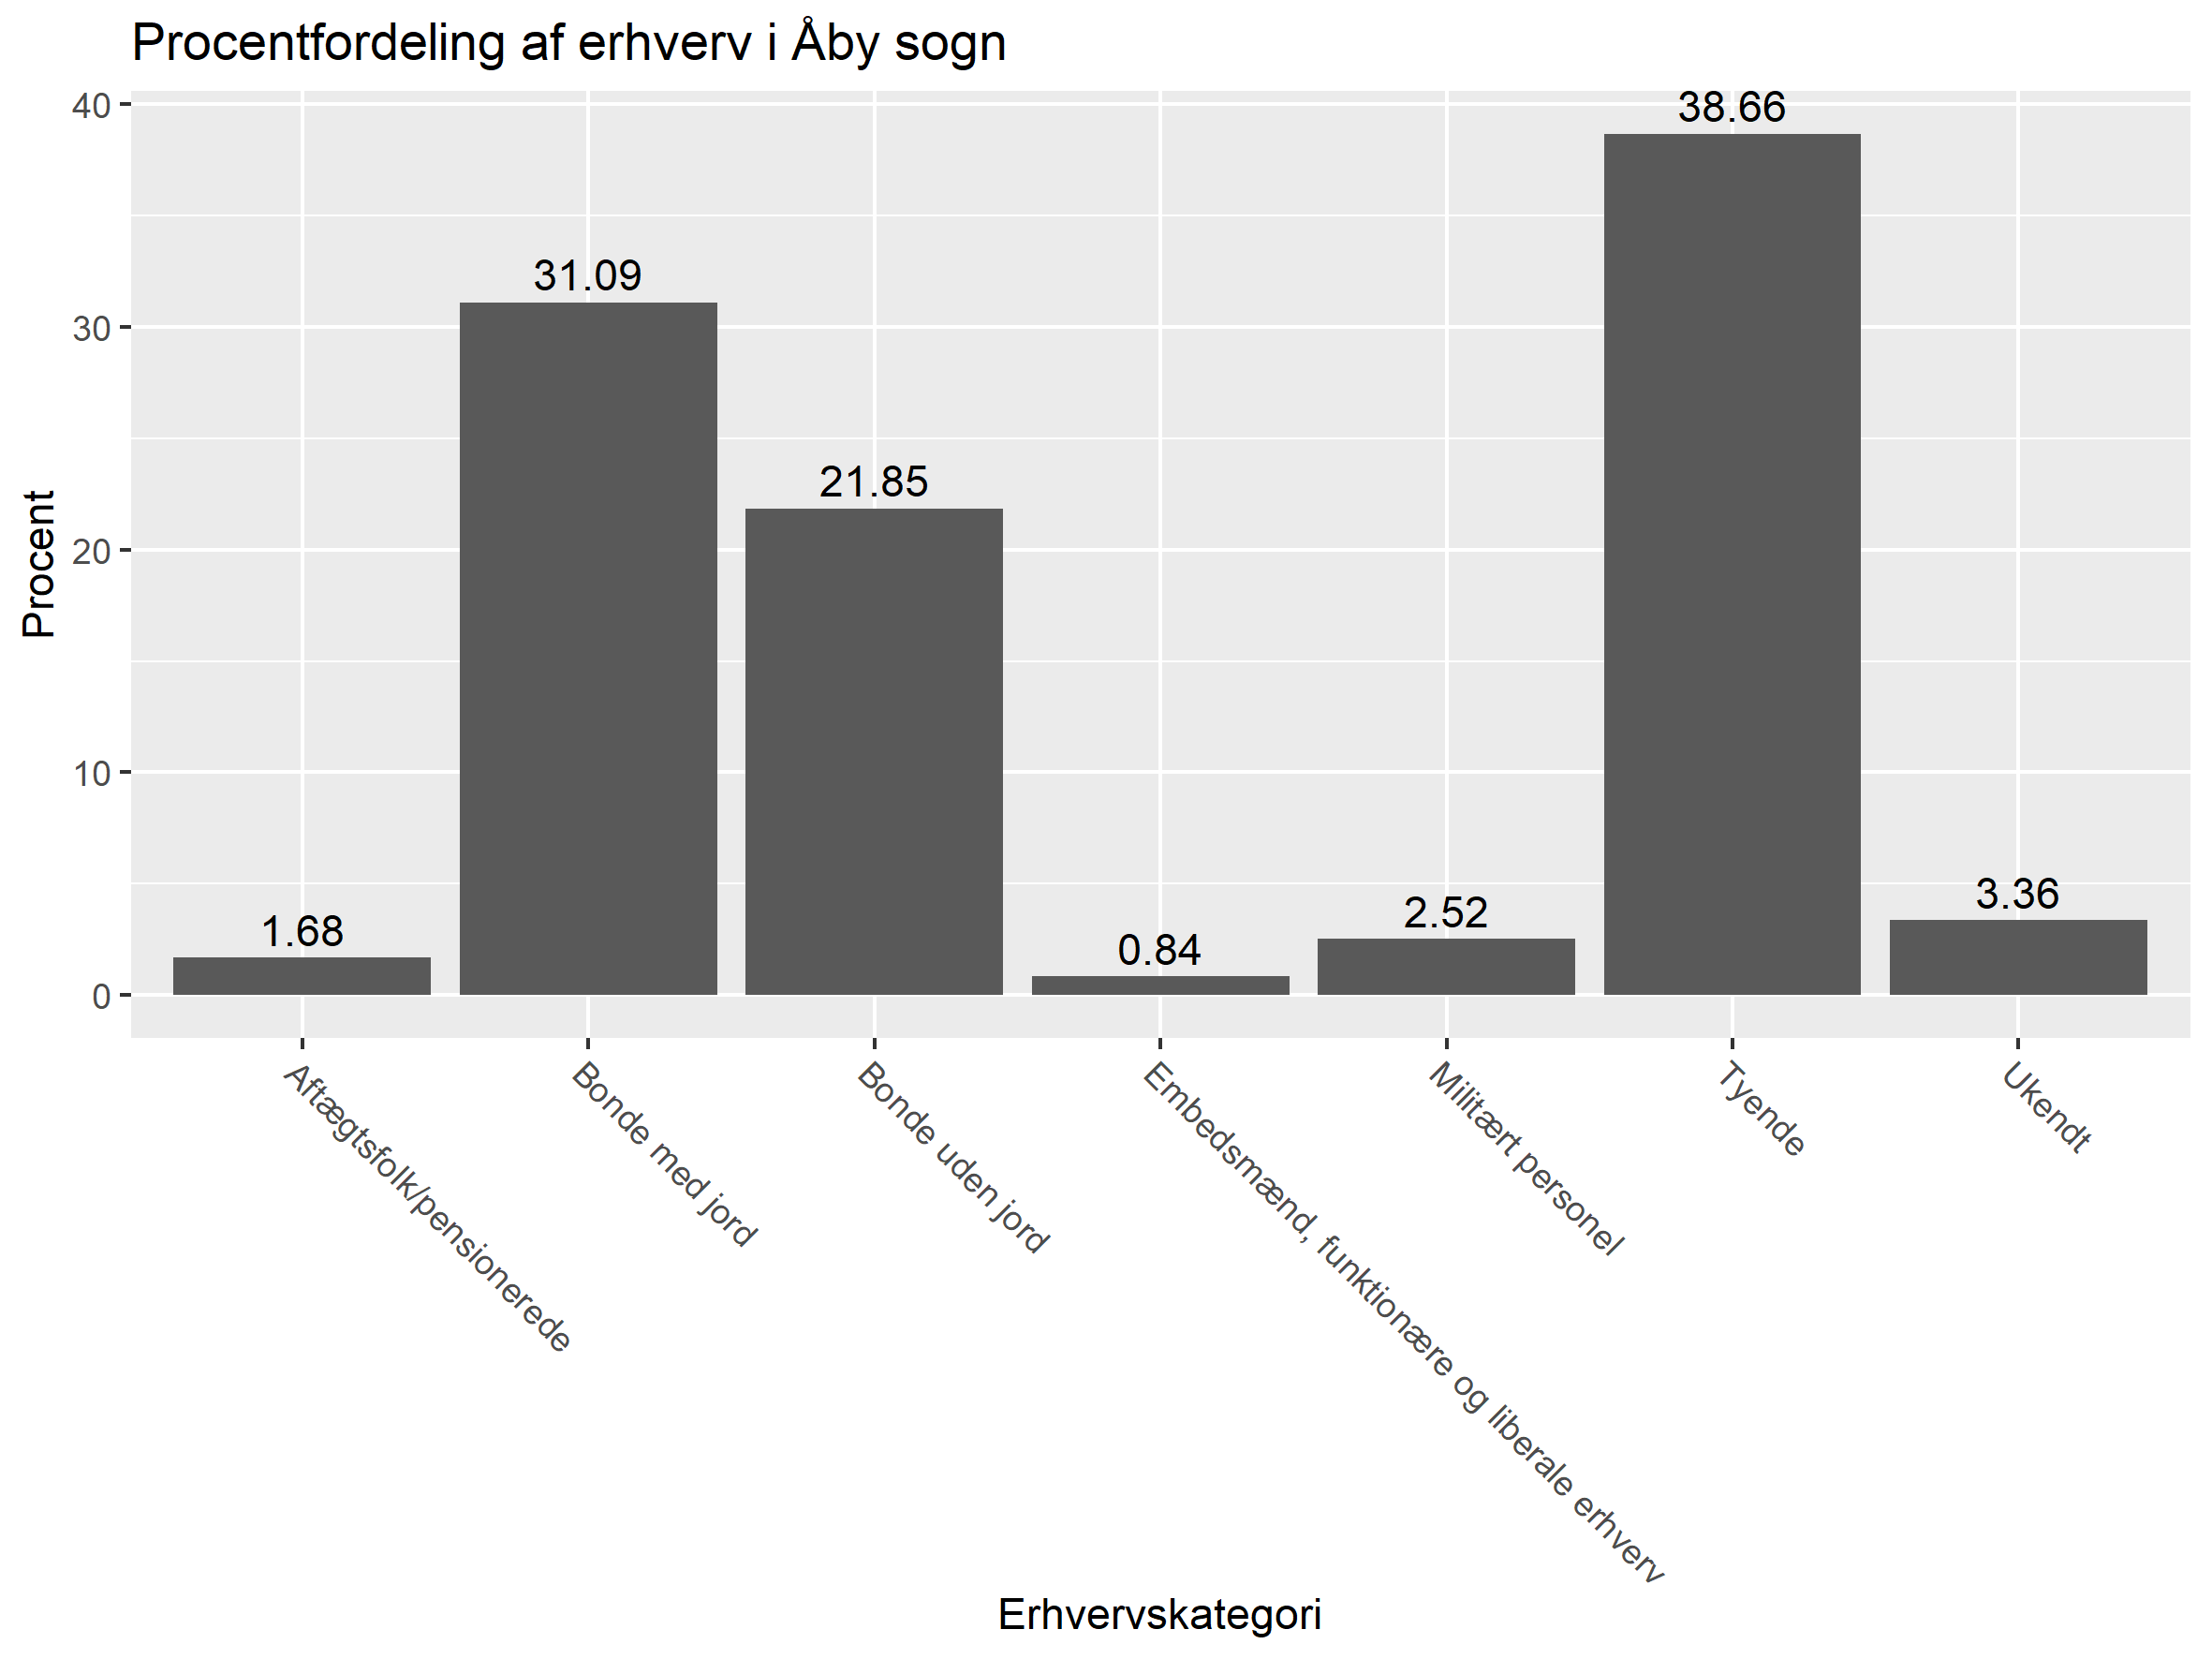 Procentfordeling af erhverv i Åby sogn
Procent
40
30
20
10
0
1.68
31.09
21.85
0.84
2.52
38.66
3.36
Aftægtsfolk/pensionerede
Bonde med jord
Bonde uden jord
Embedsmænd, funktionære og liberale erhverv
Militært personel
Tyende
Ukendt
Erhvervskategori